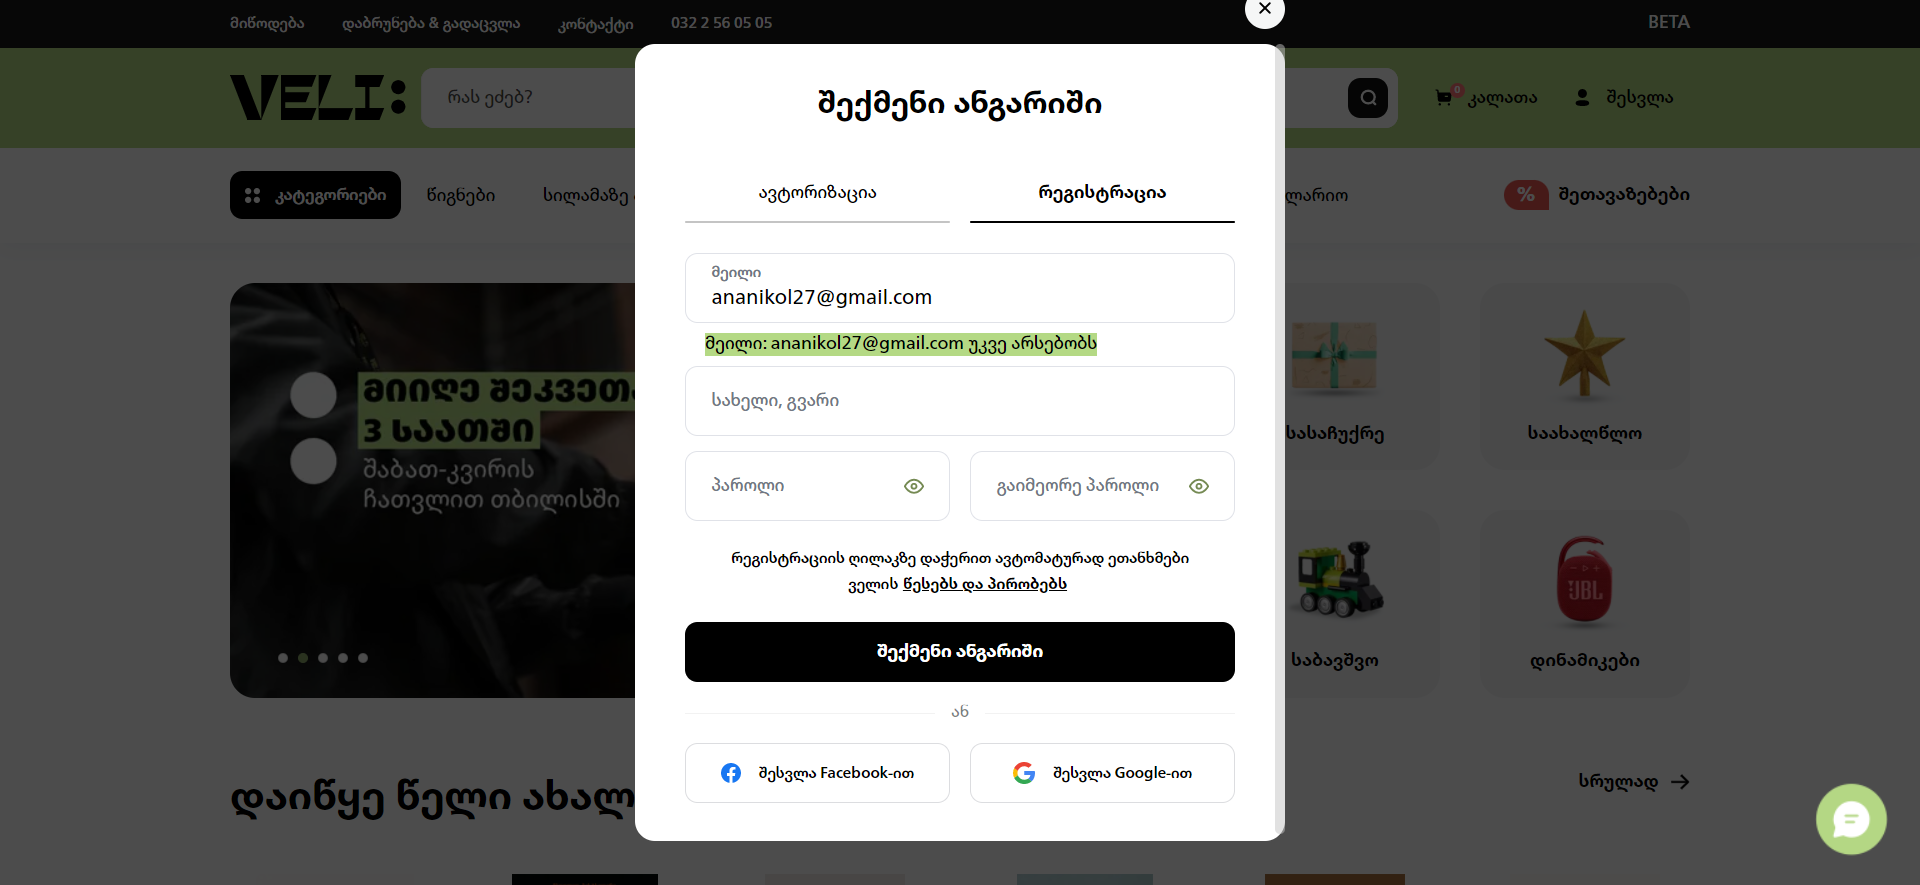 მიწოდება
დაბრუნება & გადაცვლა
კონტაქტი
032 2 56 05 05
BETA
VELI:
რას ეძებ?
0
კალათა
შესვლა
კატეგორიები
წიგნები
სილამაზე
ლარიო
%
შეთავაზებები
შექმენი ანგარიში
ავტორიზაცია
რეგისტრაცია
მეილი
ananikol27@gmail.com
მეილი: ananikol27@gmail.com უკვე არსებობს
სახელი, გვარი
პაროლი
გაიმეორე პაროლი
რეგისტრაციის ღილაკზე დაჭერით ავტომატურად ეთანხმები
ველის წესებს და პირობებს
შექმენი ანგარიში
ან
შესვლა Facebook-ით
შესვლა Google-ით
მიიღე შეკვეთა
3 საათში
შაბათ-კვირის
ჩათვლით თბილისში
სასაჩუქრე
საახალწლო
საბავშვო
JBL
დინამიკები
დაიწყე წელი ახალ
სრულად